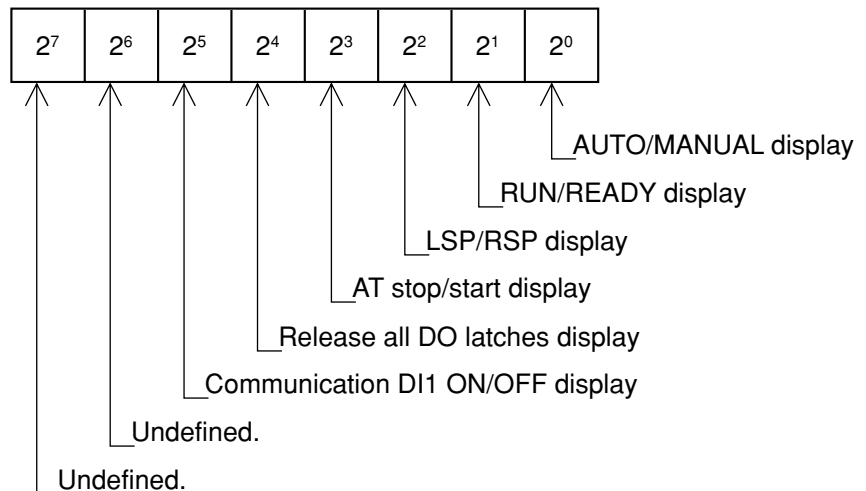 2⁷ 2⁶ 2⁵ 2⁴ 2³ 2² 2¹ 2⁰
AUTO/MANUAL display
RUN/READY display
LSP/RSP display
AT stop/start display
Release all DO latches display
Communication DI1 ON/OFF display
Undefined.
Undefined.